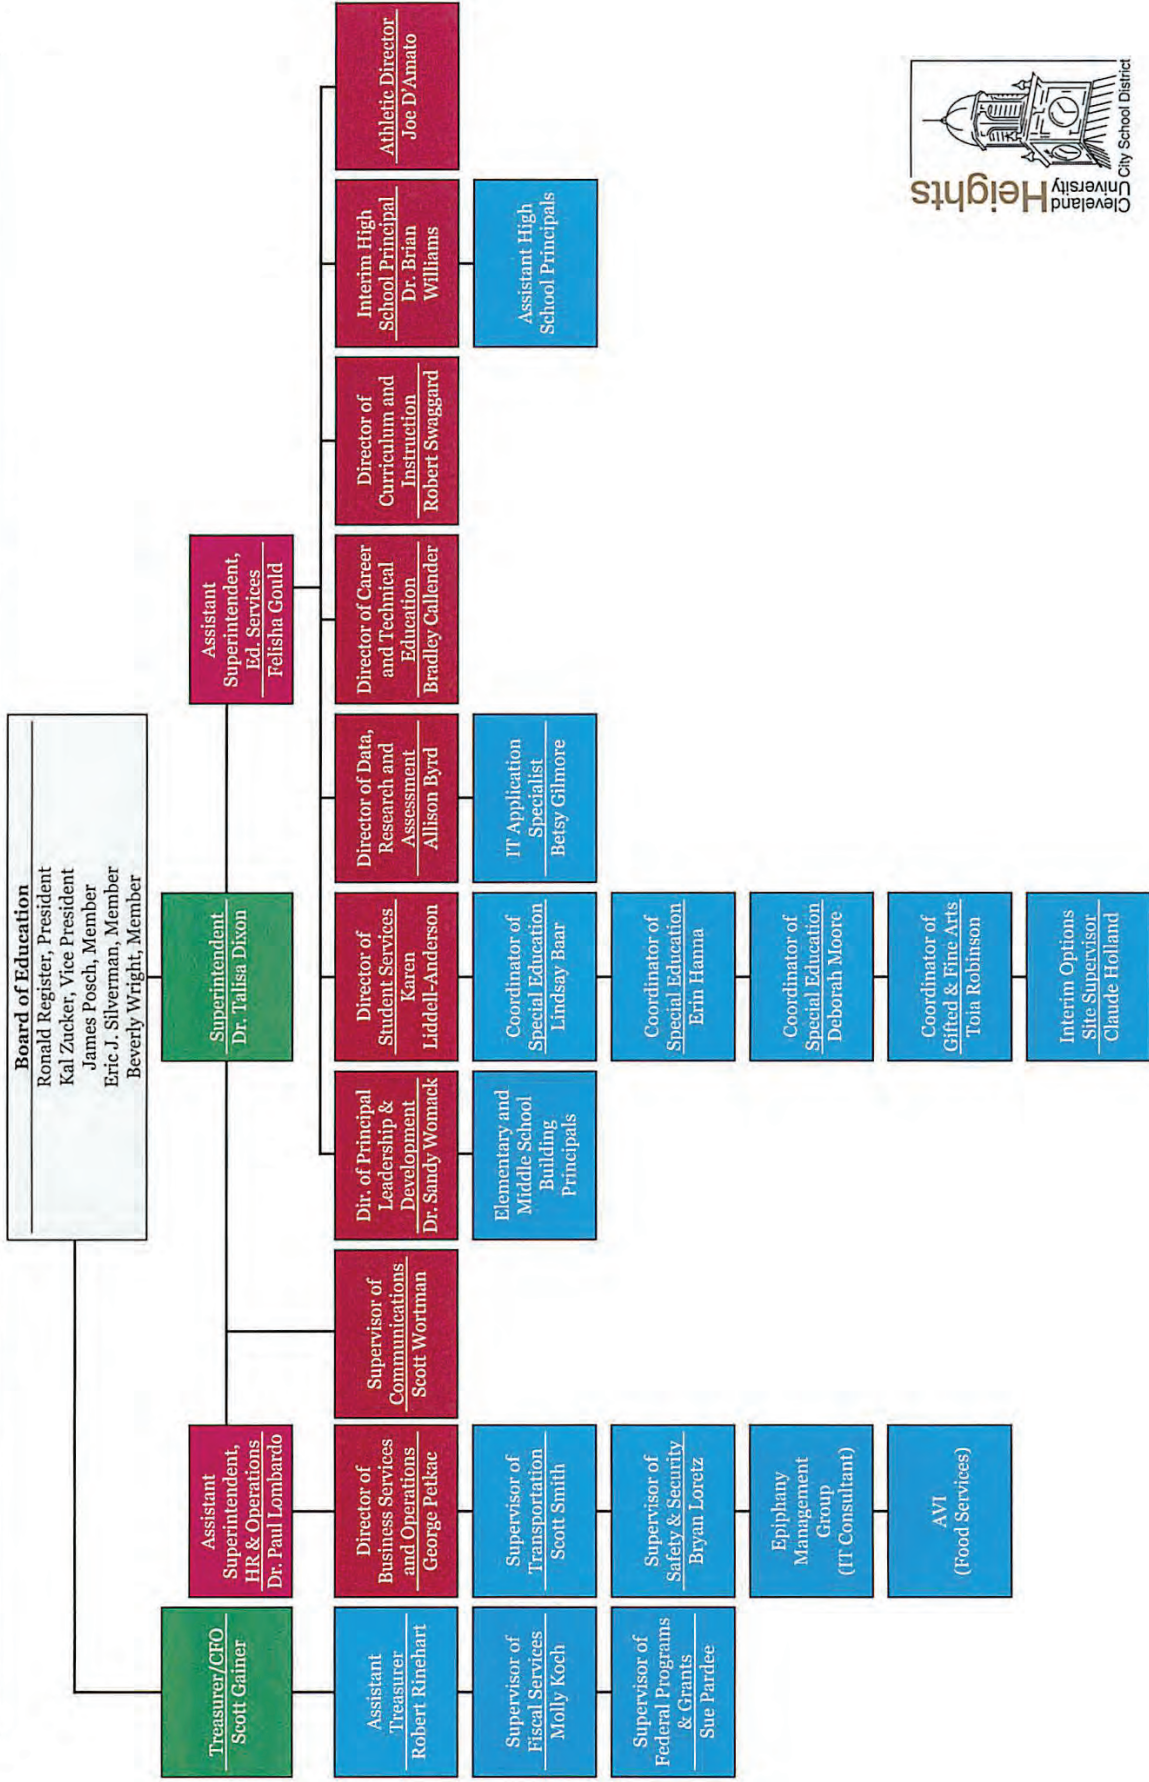 Board of Education
Ronald Register, President
Kal Zucker, Vice President
James Posch, Member
Eric J. Silverman, Member
Beverly Wright, Member
Treasurer/CFO
Scott Gainer
Superintendent
Dr. Talisa Dixon
Assistant
Superintendent,
HR & Operations
Dr. Paul Lombardo
Assistant
Superintendent,
Ed. Services
Felisha Gould
Assistant
Treasurer
Robert Rinehart
Supervisor of
Fiscal Services
Molly Koch
Supervisor of
Federal Programs
& Grants
Sue Pardee
Director of
Business Services
and Operations
George Petkac
Supervisor of
Transportation
Scott Smith
Supervisor of
Safety & Security
Bryan Loretz
Epiphany
Management
Group
(IT Consultant)
AVI
(Food Services)
Supervisor of
Communications
Scott Wortman
Dir. of Principal
Leadership &
Development
Dr. Sandy Womack
Elementary and
Middle School
Building
Principals
Director of
Student Services
Karen
Liddell-Anderson
Coordinator of
Special Education
Lindsay Baar
Coordinator of
Special Education
Erin Hanna
Coordinator of
Special Education
Deborah Moore
Coordinator of
Gifted & Fine Arts
Toia Robinson
Interim Options
Site Supervisor
Claude Holland
Director of Data,
Research and
Assessment
Allison Byrd
IT Application
Specialist
Betsy Gilmore
Director of Career
and Technical
Education
Bradley Callender
Director of
Curriculum and
Instruction
Robert Swaggard
Interim High
School Principal
Dr. Brian
Williams
Assistant High
School Principals
Athletic Director
Joe D'Amato
Cleveland
University
Heights
City School District